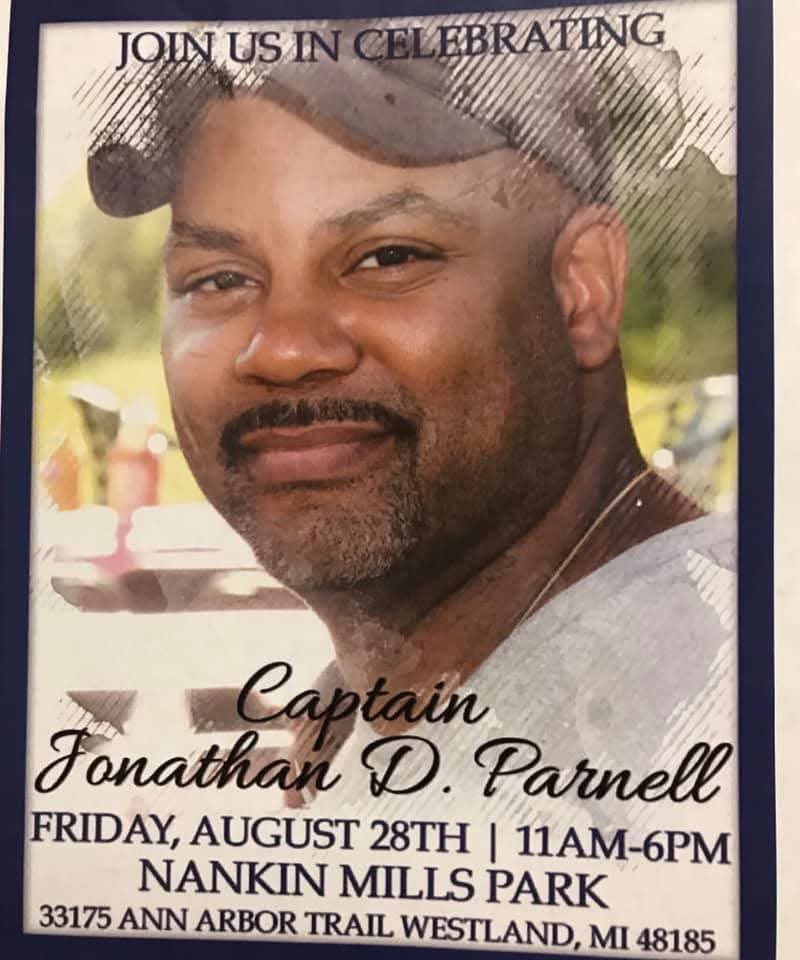 JOIN US IN CELEBRATING
Captain
Jonathan D. Parnell
FRIDAY, AUGUST 28TH | 11AM-6PM
NANKIN MILLS PARK
33175 ANN ARBOR TRAIL WESTLAND, MI 48185